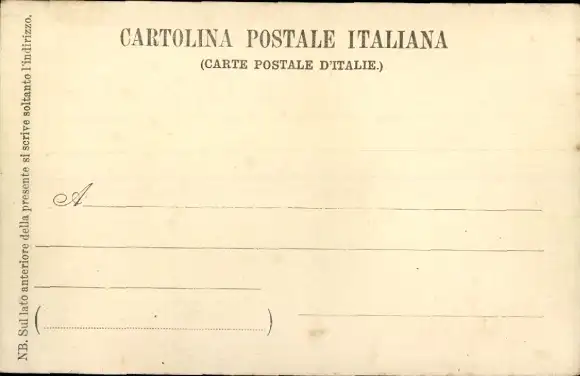 CARTOLINA POSTALE ITALIANA
(CARTE POSTALE D'ITALIE.)
A
NB. Sul lato anteriore della presente si scrive soltanto l'indirizzo.